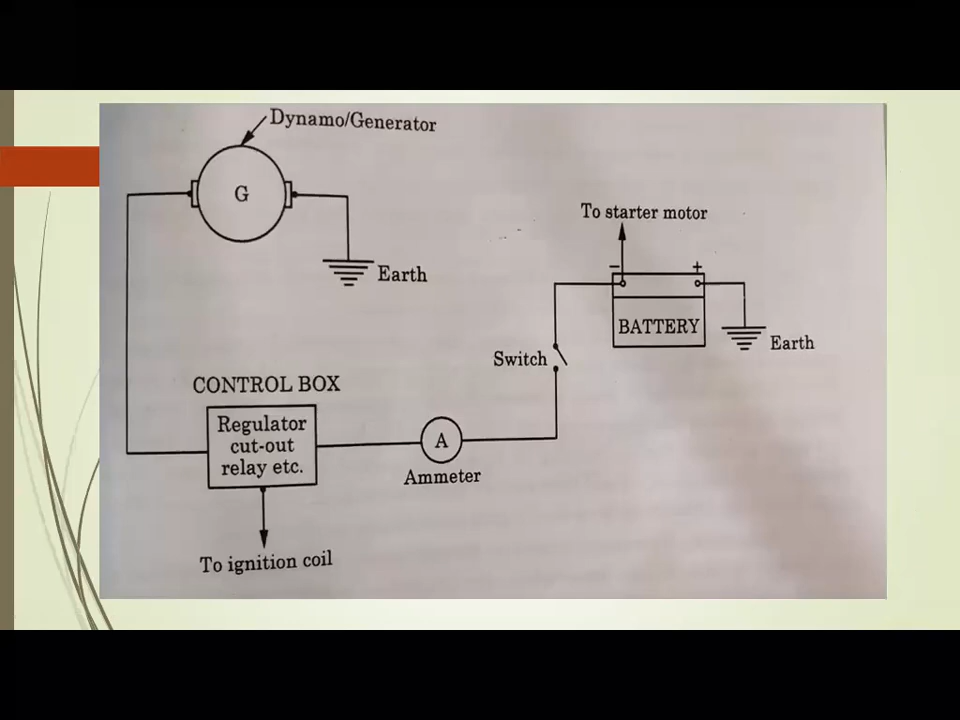 Dynamo/Generator
G
Earth
To starter motor
− +
BATTERY
Earth
Switch
CONTROL BOX
Regulator
cut-out
relay etc.
A
Ammeter
To ignition coil